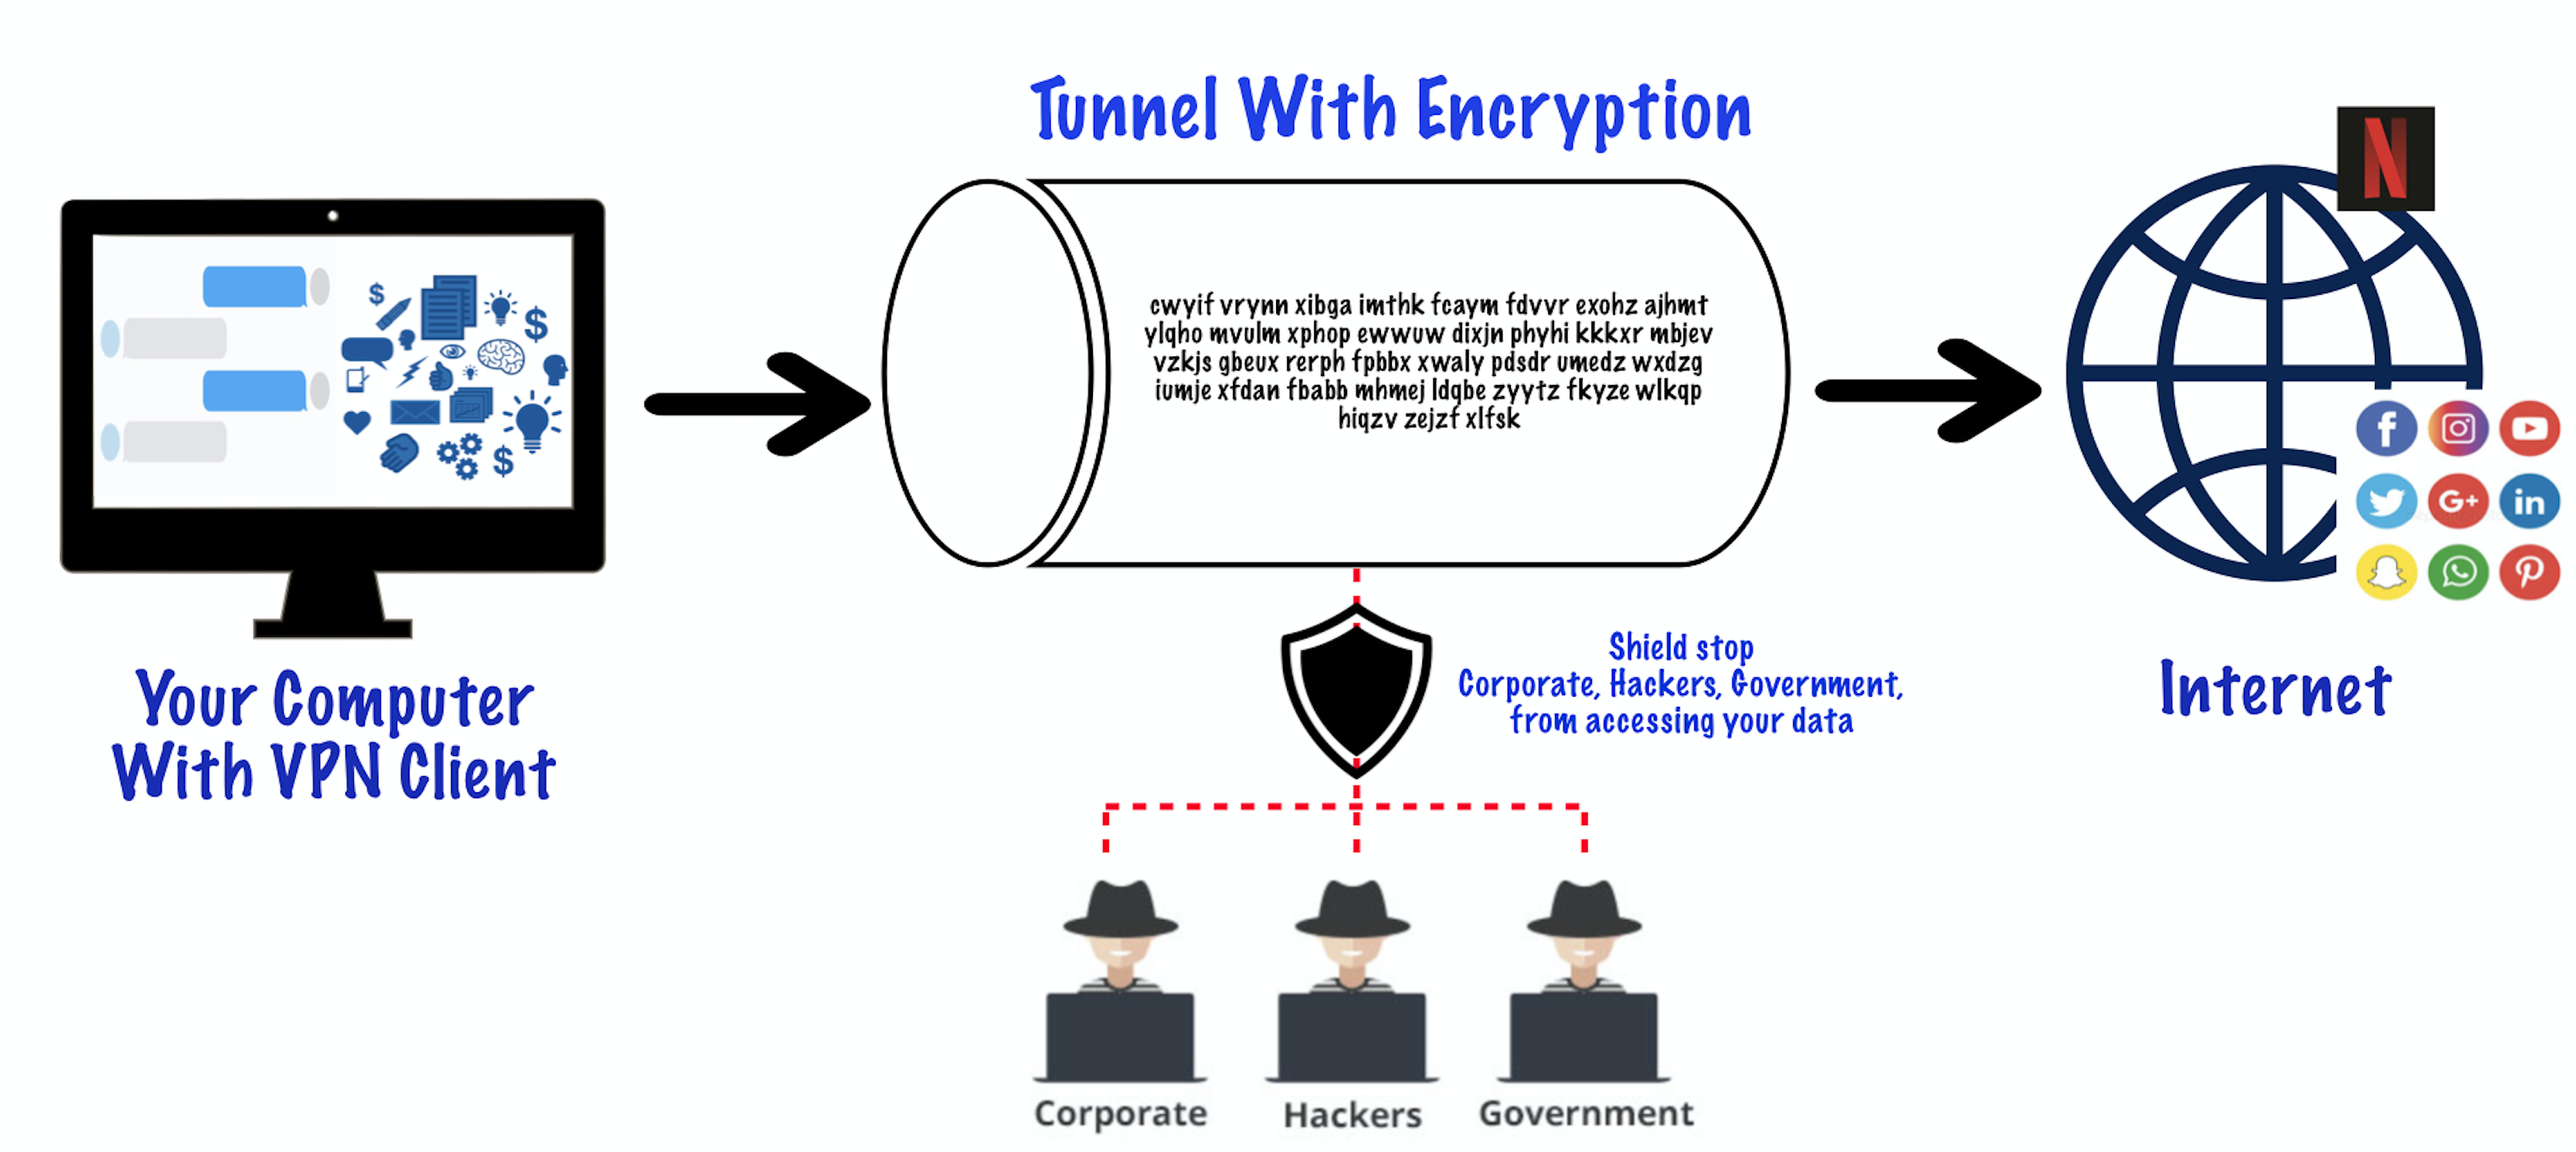 Tunnel With Encryption
N
cwyif vrynn xibga imthk fcaym fdvvr exohz ajhmt
ylqho mvulm xphop ewwuw dixjn phyhi kkkxr mbjev
vzkjs gbeux rerph fpbbx xwaly pdsdr umedz wxdzg
iumje xfdan fbabb mhmej ldqbe zyytz fkyze wlkqp
hiqzv zejzf xlfsk
f
G+ in
Shield stop
Corporate, Hackers, Government,
from accessing your data
Your Computer
With VPN Client
Internet
Corporate Hackers Government